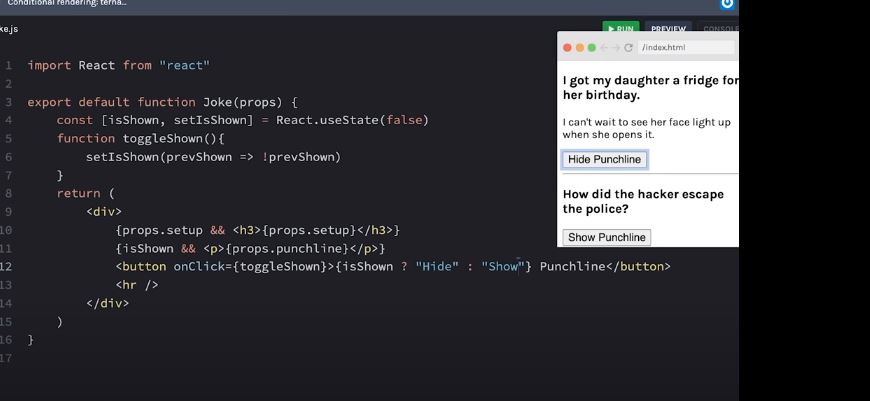 Conditional rendering: terna...
ke.js
RUN
PREVIEW
CONSOLE
/index.html
1 import React from "react"
2
3 export default function Joke(props) {
4 const [isShown, setIsShown] = React.useState(false)
5 function toggleShown(){
6 setIsShown(prevShown => !prevShown)
7 }
8 return (
9 <div>
10 {props.setup && <h3>{props.setup}</h3>}
11 {isShown && <p>{props.punchline}</p>}
12 <button onClick={toggleShown}>{isShown ? "Hide" : "Show"} Punchline</button>
13 <hr />
14 </div>
15 )
16 }
17
I got my daughter a fridge for
her birthday.
I can't wait to see her face light up
when she opens it.
Hide Punchline
How did the hacker escape
the police?
Show Punchline